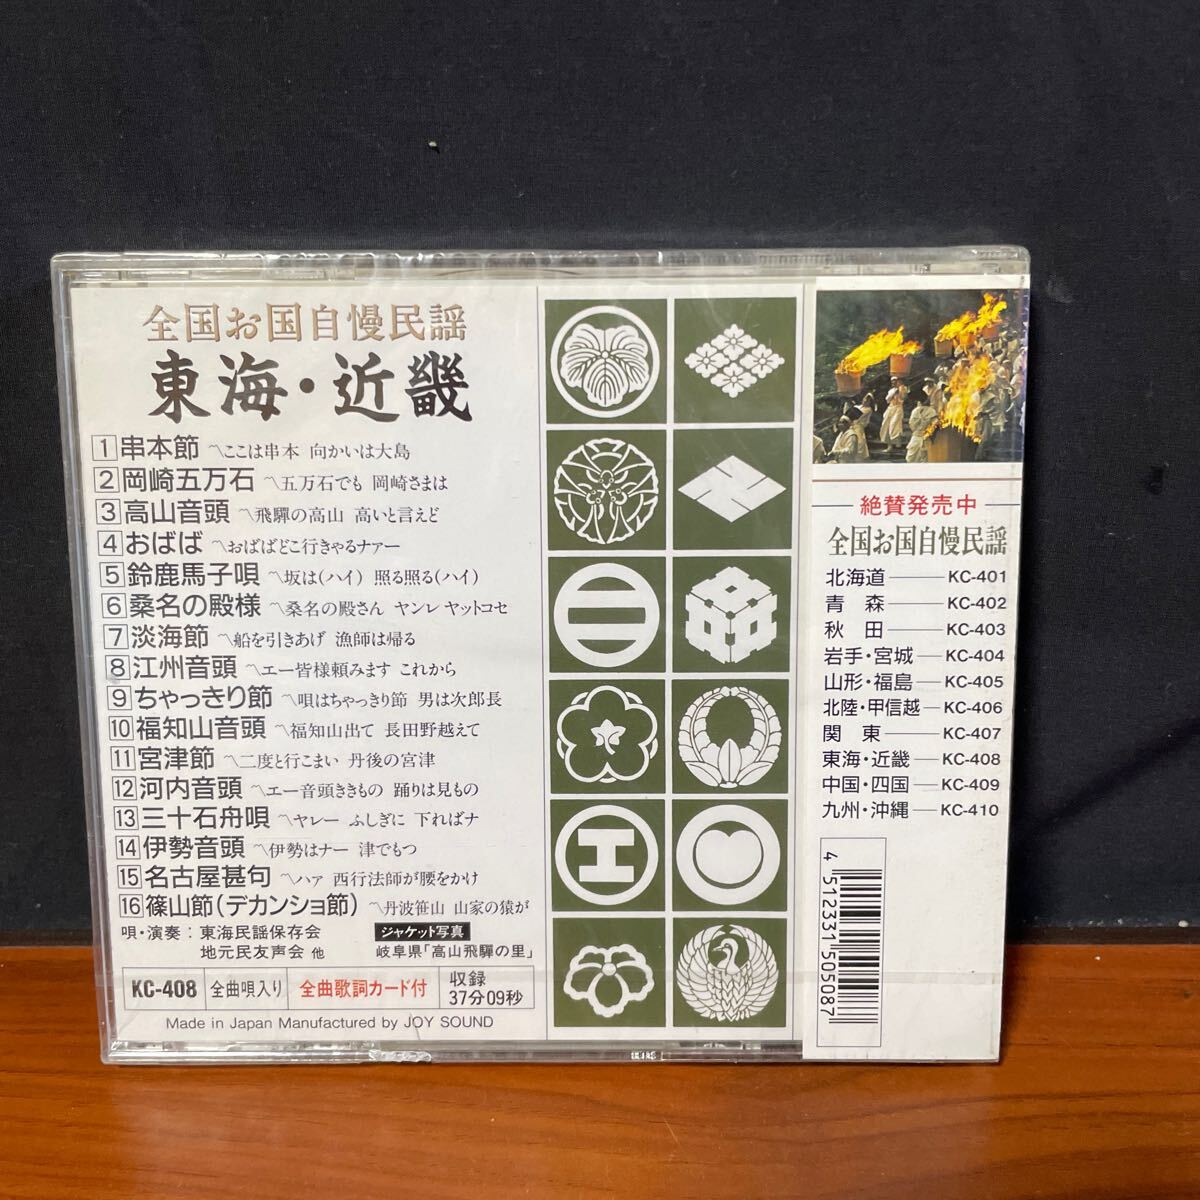 全国お国自慢民謡
東海・近畿
1 串本節 〽ここは串本 向かいは大島
2 岡崎五万石 〽五万石でも 岡崎さまは
3 高山音頭 〽飛騨の高山 高いと言えど
4 おばば 〽おばばどこ行きゃるナァー
5 鈴鹿馬子唄 〽坂は(ハイ) 照る照る(ハイ)
6 桑名の殿様 〽桑名の殿さん ヤンレ ヤットコセ
7 淡海節 〽船を引きあげ 漁師は帰る
8 江州音頭 〽エー皆様頼みます これから
9 ちゃっきり節 〽唄はちゃっきり節 男は次郎長
10 福知山音頭 〽福知山出て 長田野越えて
11 宮津節 〽二度と行こまい 丹後の宮津
12 河内音頭 〽エー音頭ききもの 踊りは見もの
13 三十石舟唄 〽ヤレー ふしぎに 下ればナ
14 伊勢音頭 〽伊勢はナー 津でもつ
15 名古屋甚句 〽ハァ 西行法師が腰をかけ
16 篠山節(デカンショ節) 〽丹波笹山 山家の猿が
唄・演奏:東海民謡保存会
地元民友声会 他
ジャケット写真
岐阜県「高山飛騨の里」
KC-408 全曲唄入り 全曲歌詞カード付 収録
37分09秒
Made in Japan Manufactured by JOY SOUND
絶賛発売中
全国お国自慢民謡
北海道 KC-401
青森 KC-402
秋田 KC-403
岩手・宮城 KC-404
山形・福島 KC-405
北陸・甲信越 KC-406
関東 KC-407
東海・近畿 KC-408
中国・四国 KC-409
九州・沖縄 KC-410
4 512331 505087